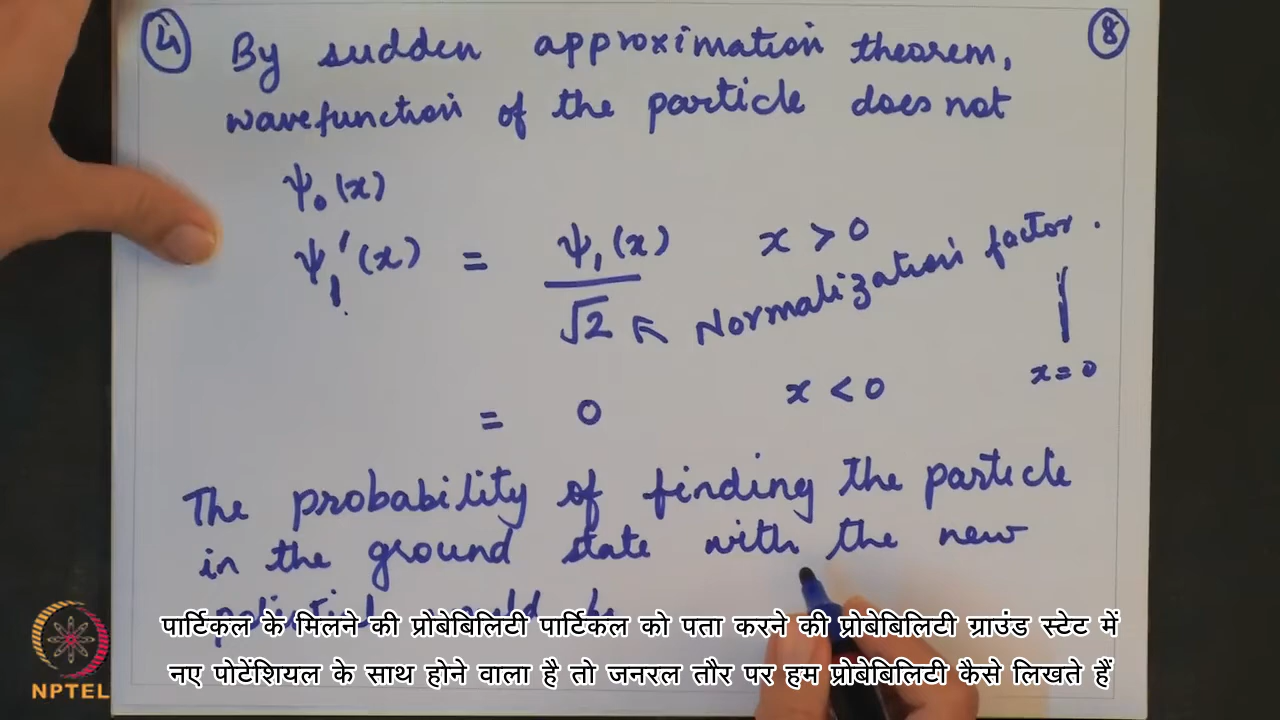 ④ By sudden approximation theorem, ⑧
wavefunction of the particle does not
ψ₀(x)
ψ₁′(x) = ψ₁(x) / √2 x > 0
↖ Normalization factor.
x = 0
= 0 x < 0
The probability of finding the particle
in the ground state with the new
पार्टिकल के मिलने की प्रोबेबिलिटी पार्टिकल को पता करने की प्रोबेबिलिटी ग्राउंड स्टेट में
नए पोटेंशियल के साथ होने वाला है तो जनरल तौर पर हम प्रोबेबिलिटी कैसे लिखते हैं
NPTEL